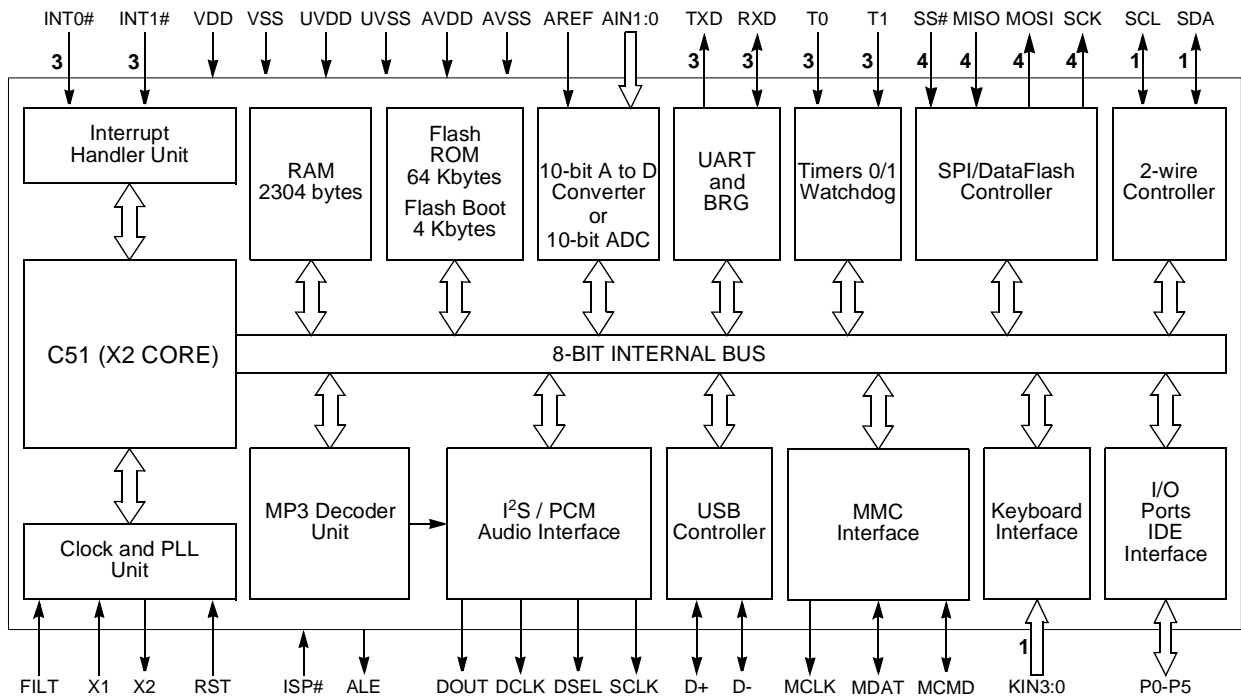 INT0# INT1# VDD VSS UVDD UVSS AVDD AVSS AREF AIN1:0 TXD RXD T0 T1 SS# MISO MOSI SCK SCL SDA
3 3 3 3 3 3 4 4 4 4 1 1
Interrupt
Handler Unit
RAM
2304 bytes
Flash
ROM
64 Kbytes
Flash Boot
4 Kbytes
10-bit A to D
Converter
or
10-bit ADC
UART
and
BRG
Timers 0/1
Watchdog
SPI/DataFlash
Controller
2-wire
Controller
C51 (X2 CORE)
8-BIT INTERNAL BUS
Clock and PLL
Unit
MP3 Decoder
Unit
I²S / PCM
Audio Interface
USB
Controller
MMC
Interface
Keyboard
Interface
I/O
Ports
IDE
Interface
1
FILT X1 X2 RST ISP# ALE DOUT DCLK DSEL SCLK D+ D- MCLK MDAT MCMD KIN3:0 P0-P5